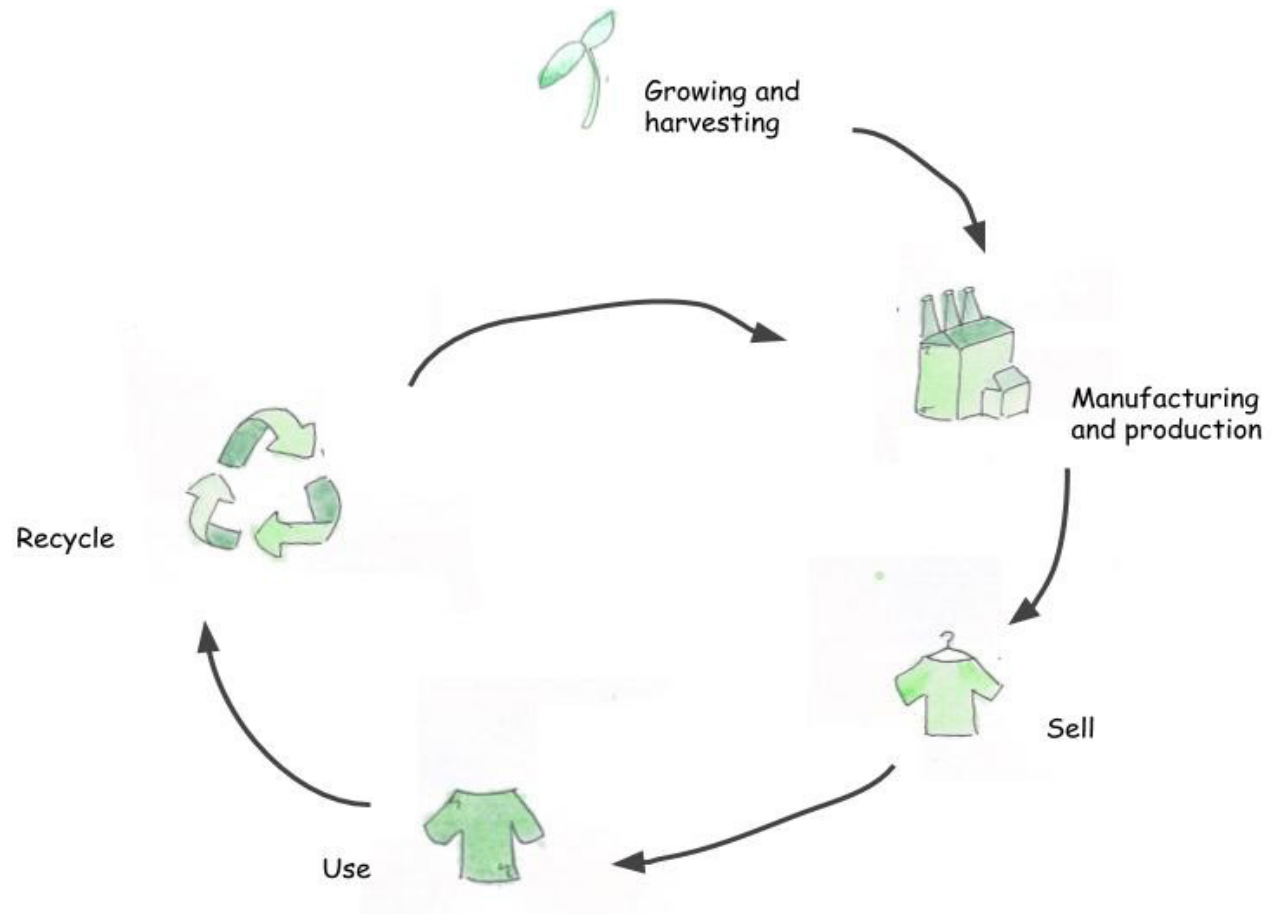 Growing and
harvesting
Manufacturing
and production
Sell
Use
Recycle